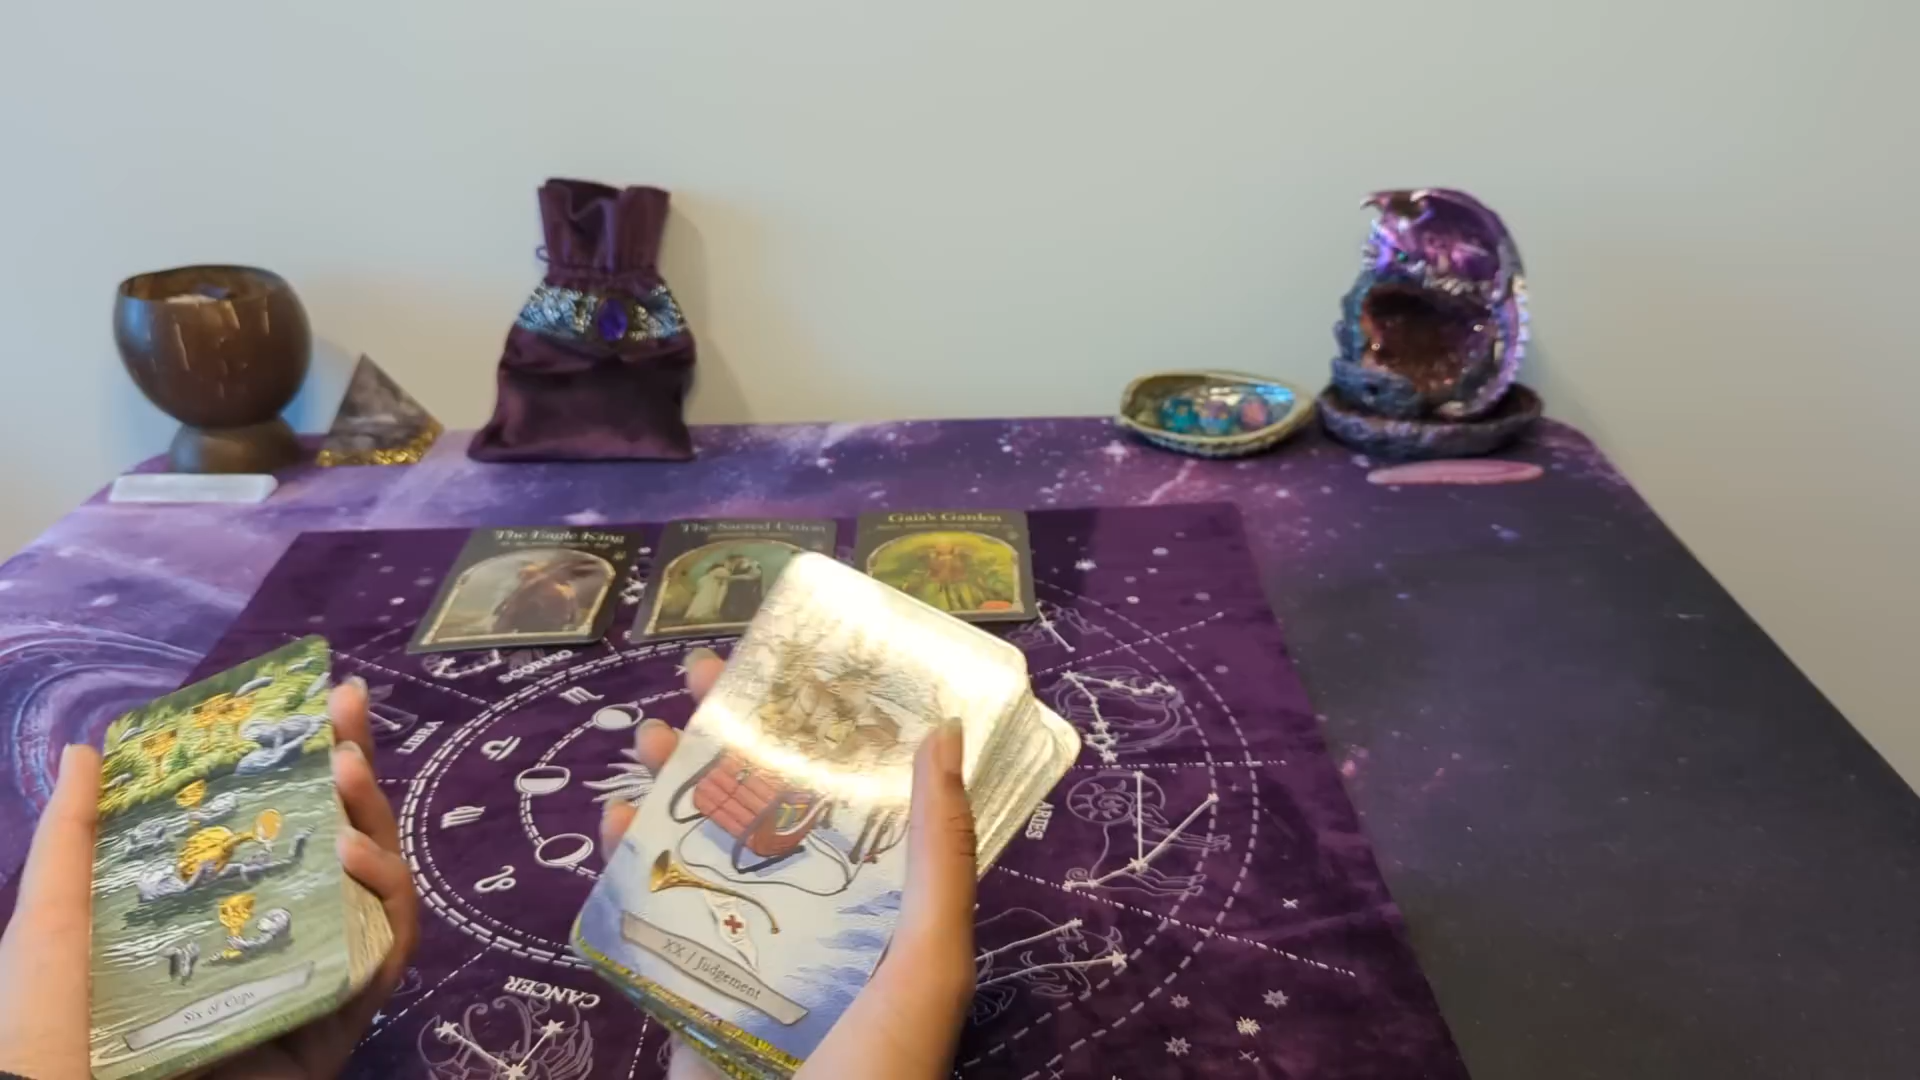 The Eagle King
The Sacred Union
Gaia's Garden
SCORPIO
LIBRA
ARIES
CANCER
XX / Judgement
Six of Cups